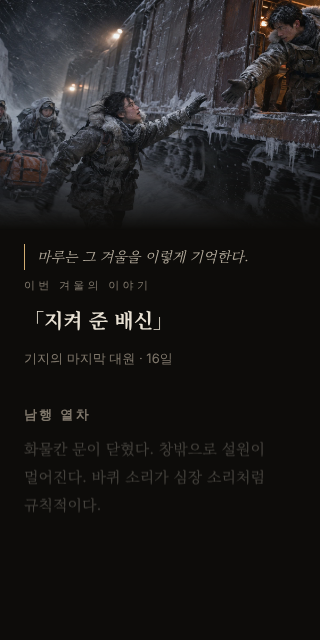 마루는 그 겨울을 이렇게 기억한다.
이번 겨울의 이야기
「지켜 준 배신」
기지의 마지막 대원 · 16일
남행 열차
화물칸 문이 닫혔다. 창밖으로 설원이
멀어진다. 바퀴 소리가 심장 소리처럼
규칙적이다.